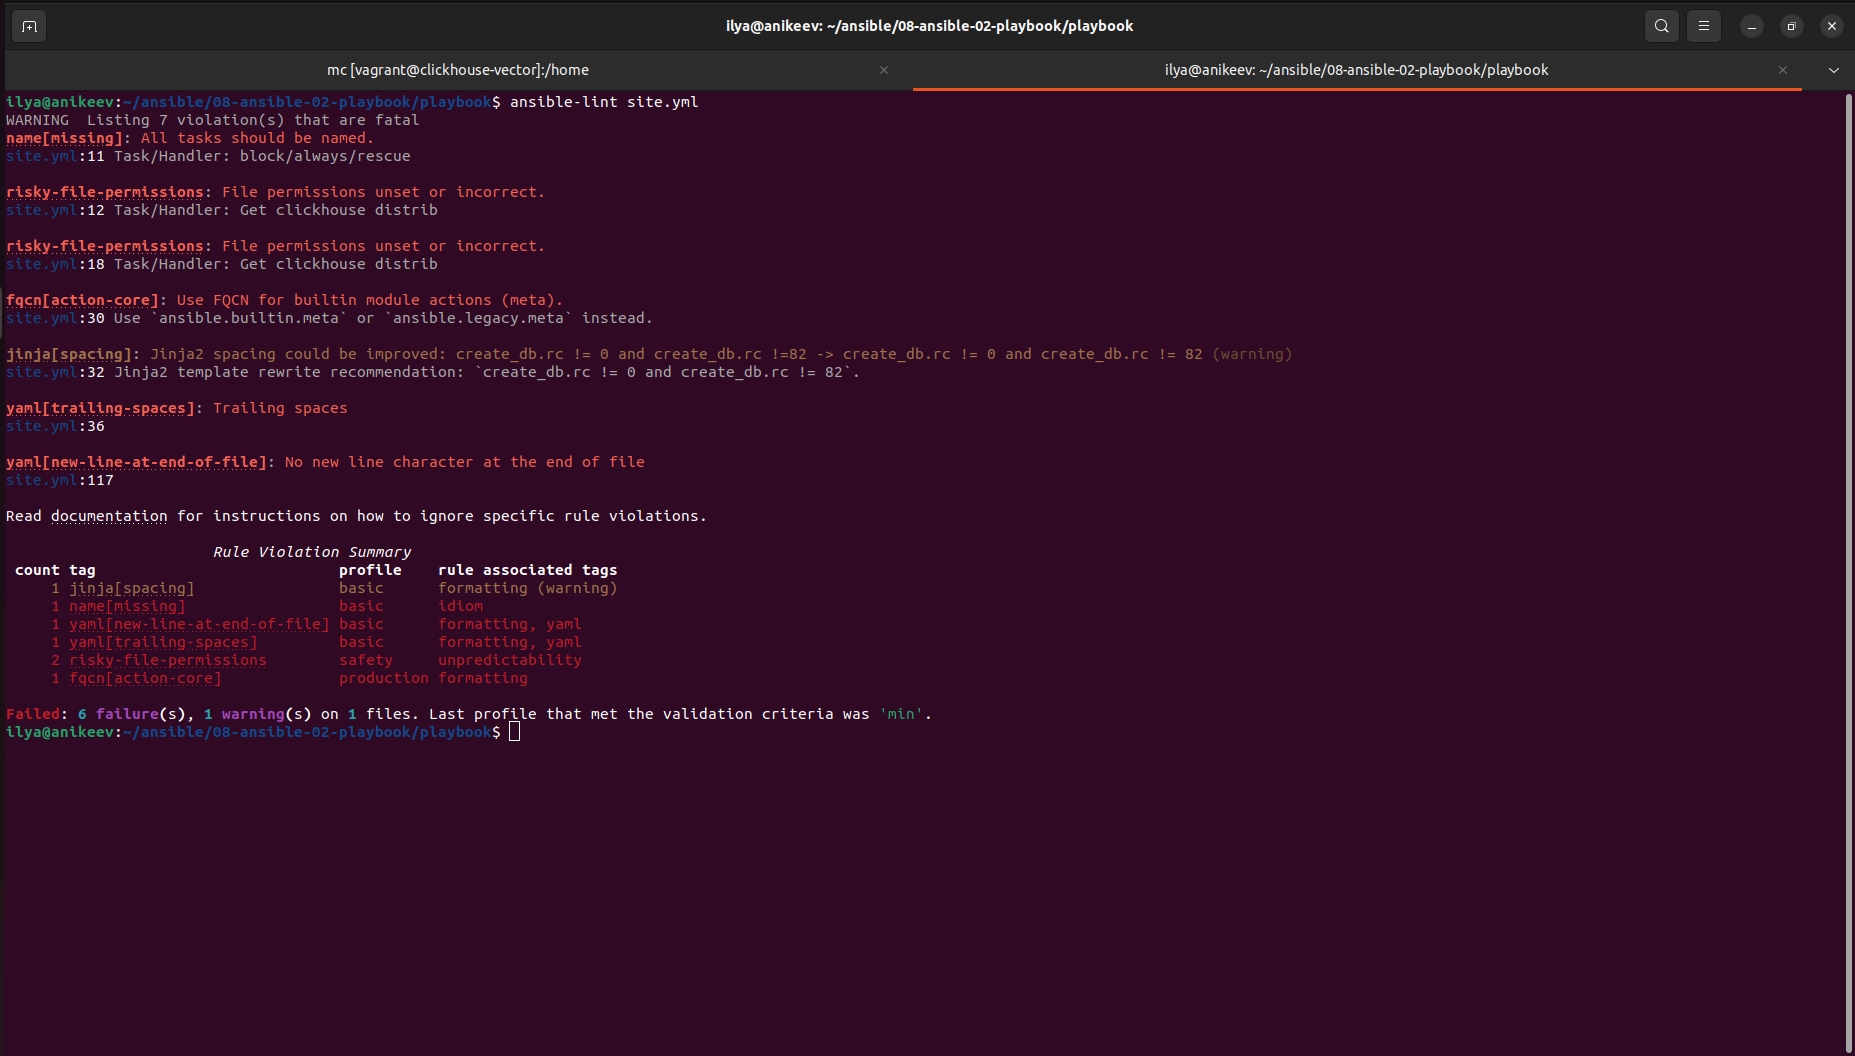 ilya@anikeev: ~/ansible/08-ansible-02-playbook/playbook
mc [vagrant@clickhouse-vector]:/home
ilya@anikeev: ~/ansible/08-ansible-02-playbook/playbook
ilya@anikeev:~/ansible/08-ansible-02-playbook/playbook$ ansible-lint site.yml
WARNING  Listing 7 violation(s) that are fatal
name[missing]: All tasks should be named.
site.yml:11 Task/Handler: block/always/rescue
risky-file-permissions: File permissions unset or incorrect.
site.yml:12 Task/Handler: Get clickhouse distrib
risky-file-permissions: File permissions unset or incorrect.
site.yml:18 Task/Handler: Get clickhouse distrib
fqcn[action-core]: Use FQCN for builtin module actions (meta).
site.yml:30 Use `ansible.builtin.meta` or `ansible.legacy.meta` instead.
jinja[spacing]: Jinja2 spacing could be improved: create_db.rc != 0 and create_db.rc !=82 -> create_db.rc != 0 and create_db.rc != 82 (warning)
site.yml:32 Jinja2 template rewrite recommendation: `create_db.rc != 0 and create_db.rc != 82`.
yaml[trailing-spaces]: Trailing spaces
site.yml:36
yaml[new-line-at-end-of-file]: No new line character at the end of file
site.yml:117
Read documentation for instructions on how to ignore specific rule violations.
Rule Violation Summary
count tag profile rule associated tags
1 jinja[spacing] basic formatting (warning)
1 name[missing] basic idiom
1 yaml[new-line-at-end-of-file] basic formatting, yaml
1 yaml[trailing-spaces] basic formatting, yaml
2 risky-file-permissions safety unpredictability
1 fqcn[action-core] production formatting
Failed: 6 failure(s), 1 warning(s) on 1 files. Last profile that met the validation criteria was 'min'.
ilya@anikeev:~/ansible/08-ansible-02-playbook/playbook$